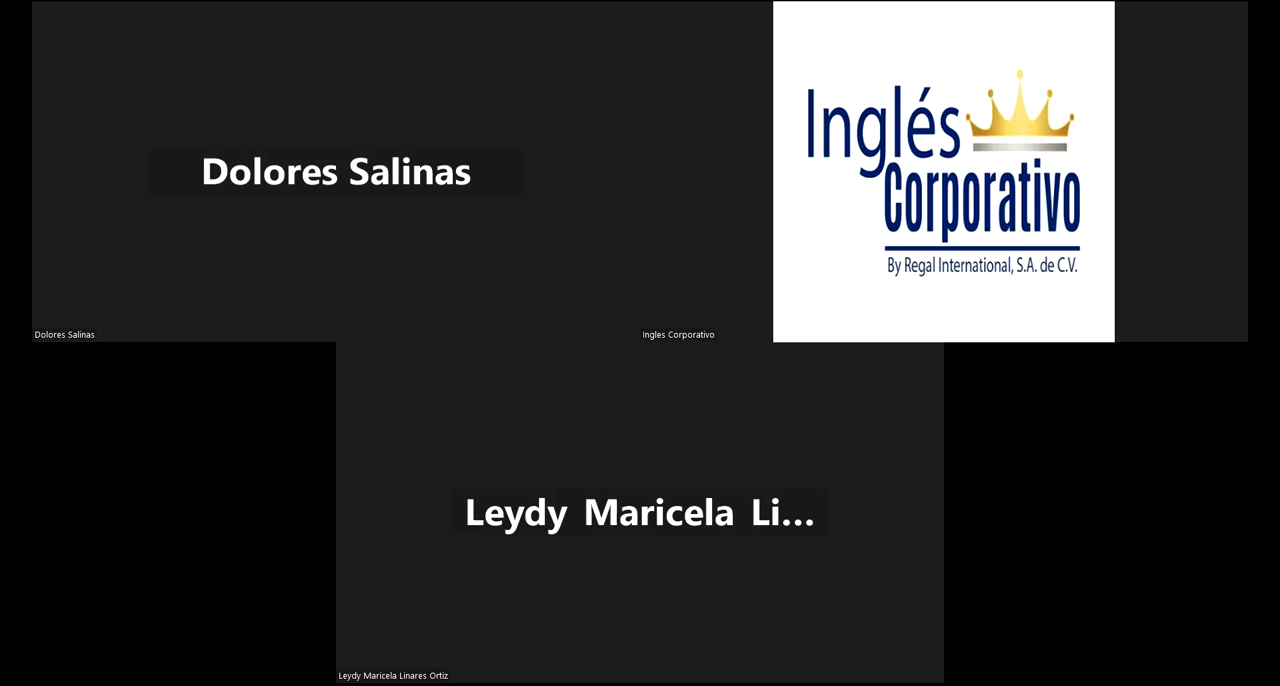 Dolores Salinas
Dolores Salinas
Inglés
Corporativo
By Regal International, S.A. de C.V.
Ingles Corporativo
Leydy Maricela Li...
Leydy Maricela Linares Ortiz